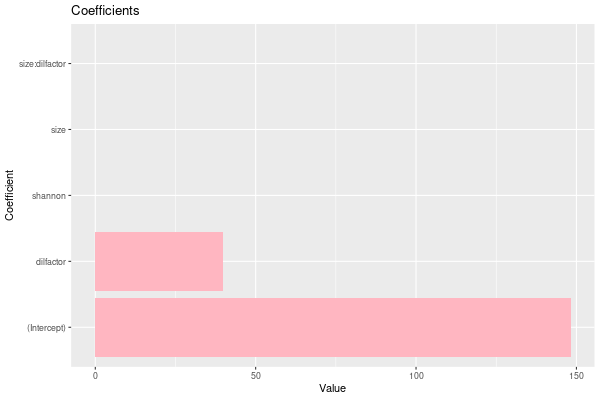 Coefficients
size:dilfactor
size
shannon
dilfactor
(Intercept)
Coefficient
0
50
100
150
Value